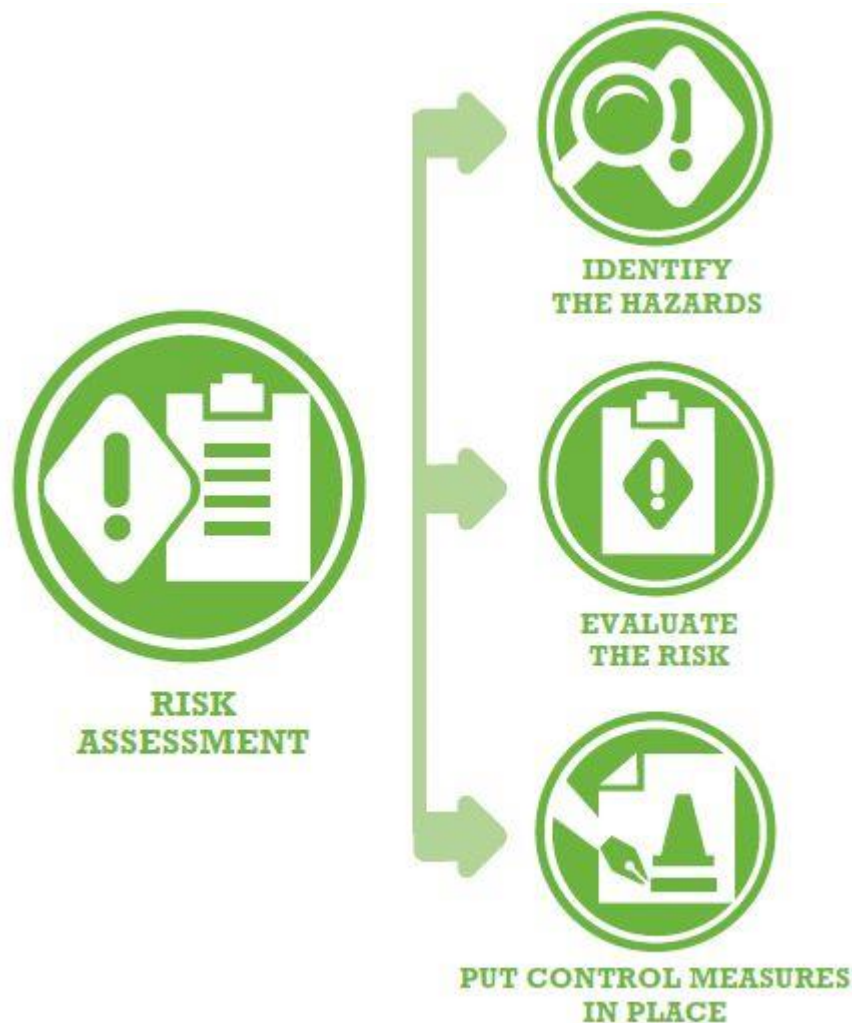 RISK
ASSESSMENT
IDENTIFY
THE HAZARDS
EVALUATE
THE RISK
PUT CONTROL MEASURES
IN PLACE